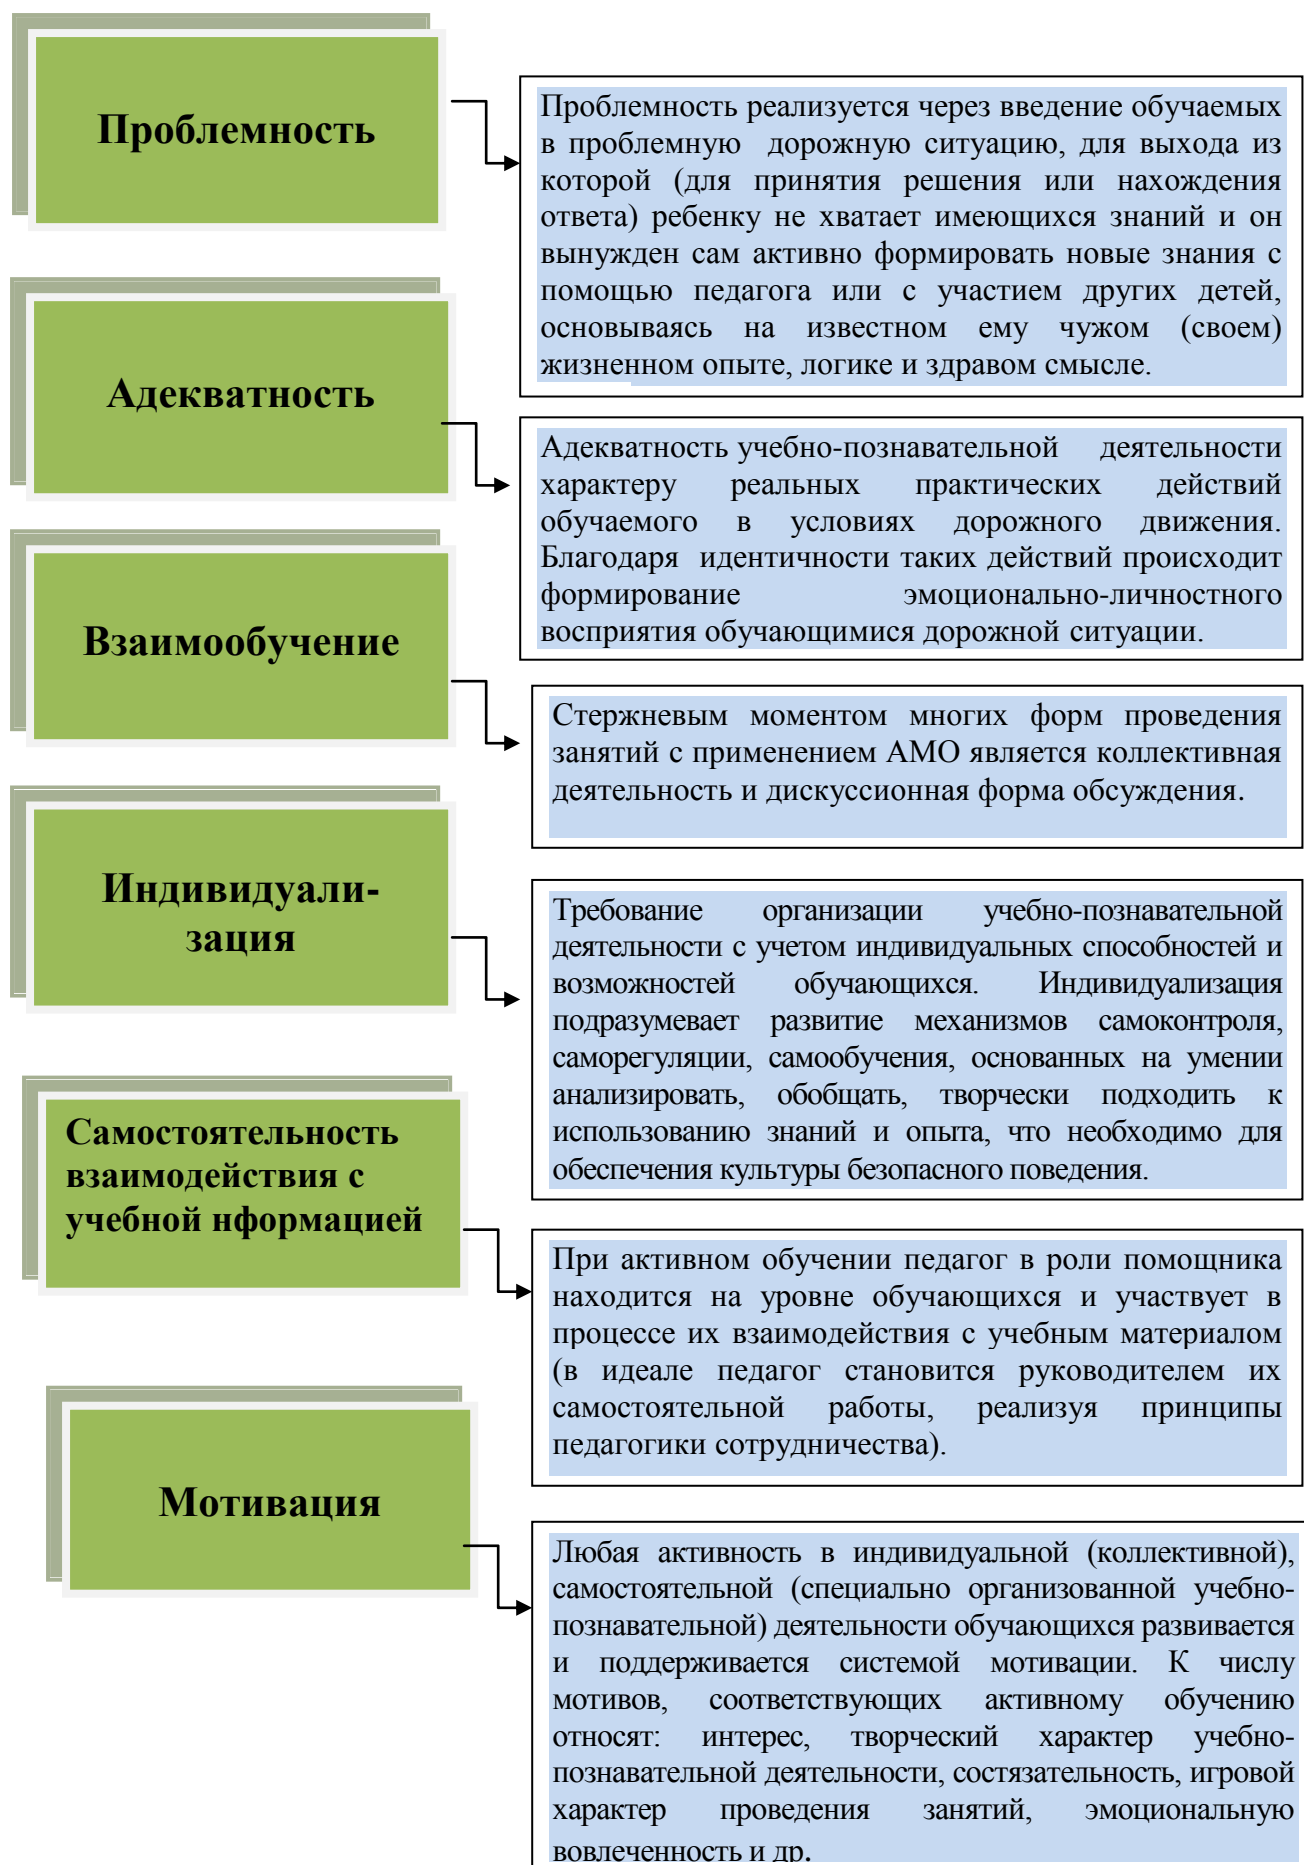 Проблемность
Проблемность реализуется через введение обучаемых
в проблемную дорожную ситуацию, для выхода из
которой (для принятия решения или нахождения
ответа) ребенку не хватает имеющихся знаний и он
вынужден сам активно формировать новые знания с
помощью педагога или с участием других детей,
основываясь на известном ему чужом (своем)
жизненном опыте, логике и здравом смысле.
Адекватность
Адекватность учебно-познавательной деятельности
характеру реальных практических действий
обучаемого в условиях дорожного движения.
Благодаря идентичности таких действий происходит
формирование эмоционально-личностного
восприятия обучающимися дорожной ситуации.
Взаимообучение
Стержневым моментом многих форм проведения
занятий с применением АМО является коллективная
деятельность и дискуссионная форма обсуждения.
Индивидуали-
зация
Требование организации учебно-познавательной
деятельности с учетом индивидуальных способностей и
возможностей обучающихся. Индивидуализация
подразумевает развитие механизмов самоконтроля,
саморегуляции, самообучения, основанных на умении
анализировать, обобщать, творчески подходить к
использованию знаний и опыта, что необходимо для
обеспечения культуры безопасного поведения.
Самостоятельность
взаимодействия с
учебной нформацией
При активном обучении педагог в роли помощника
находится на уровне обучающихся и участвует в
процессе их взаимодействия с учебным материалом
(в идеале педагог становится руководителем их
самостоятельной работы, реализуя принципы
педагогики сотрудничества).
Мотивация
Любая активность в индивидуальной (коллективной),
самостоятельной (специально организованной учебно-
познавательной) деятельности обучающихся развивается
и поддерживается системой мотивации. К числу
мотивов, соответствующих активному обучению
относят: интерес, творческий характер учебно-
познавательной деятельности, состязательность, игровой
характер проведения занятий, эмоциональную
вовлеченность и др.